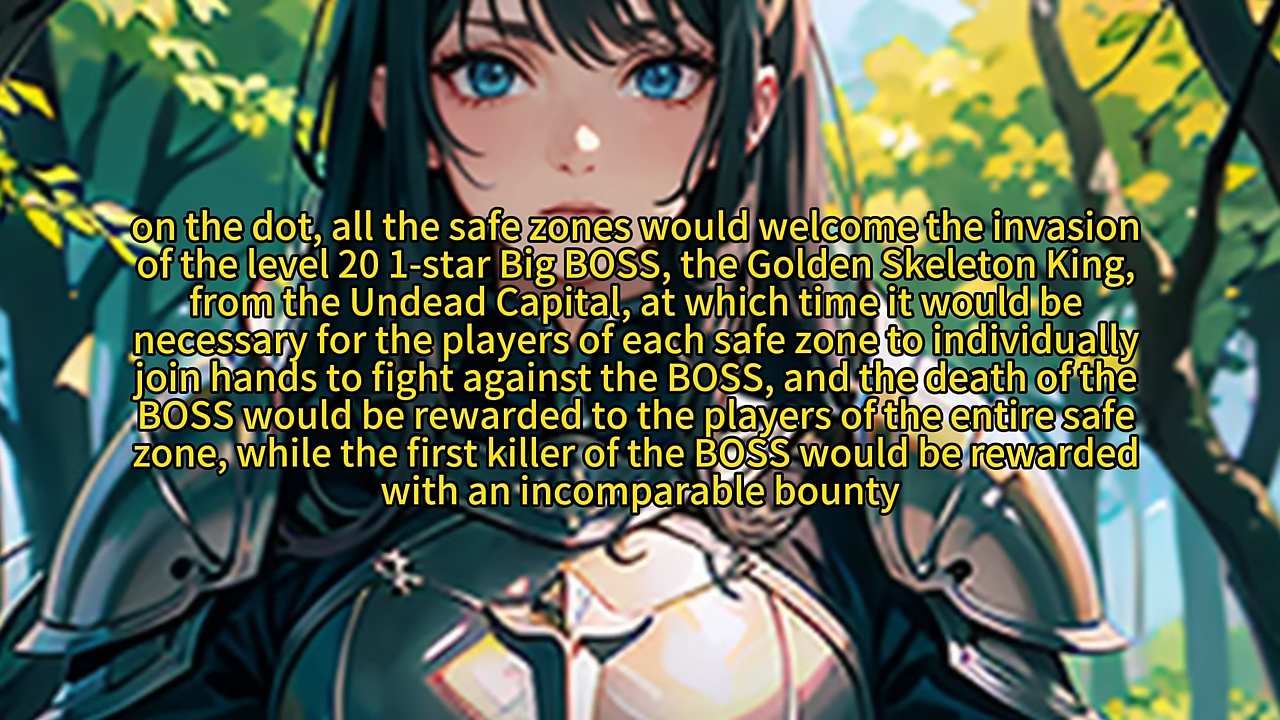 on the dot, all the safe zones would welcome the invasion
of the level 20 1-star Big BOSS, the Golden Skeleton King,
from the Undead Capital, at which time it would be
necessary for the players of each safe zone to individually
join hands to fight against the BOSS, and the death of the
BOSS would be rewarded to the players of the entire safe
zone, while the first killer of the BOSS would be rewarded
with an incomparable bounty